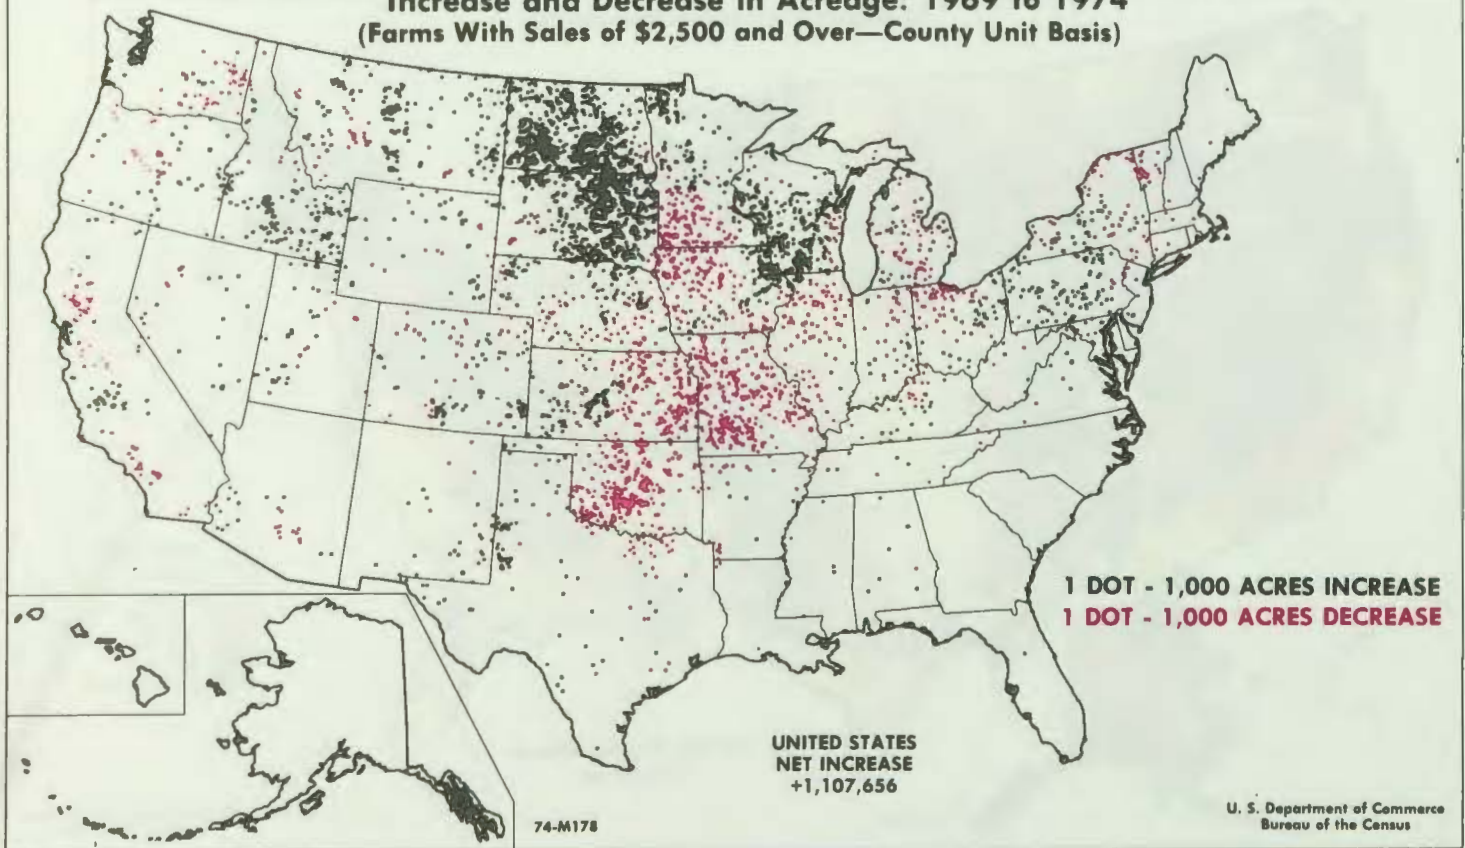 Increase and Decrease in Acreage: 1969 to 1974
(Farms With Sales of $2,500 and Over—County Unit Basis)
1 DOT - 1,000 ACRES INCREASE
1 DOT - 1,000 ACRES DECREASE
UNITED STATES
NET INCREASE
+1,107,656
74-M178
U. S. Department of Commerce
Bureau of the Census